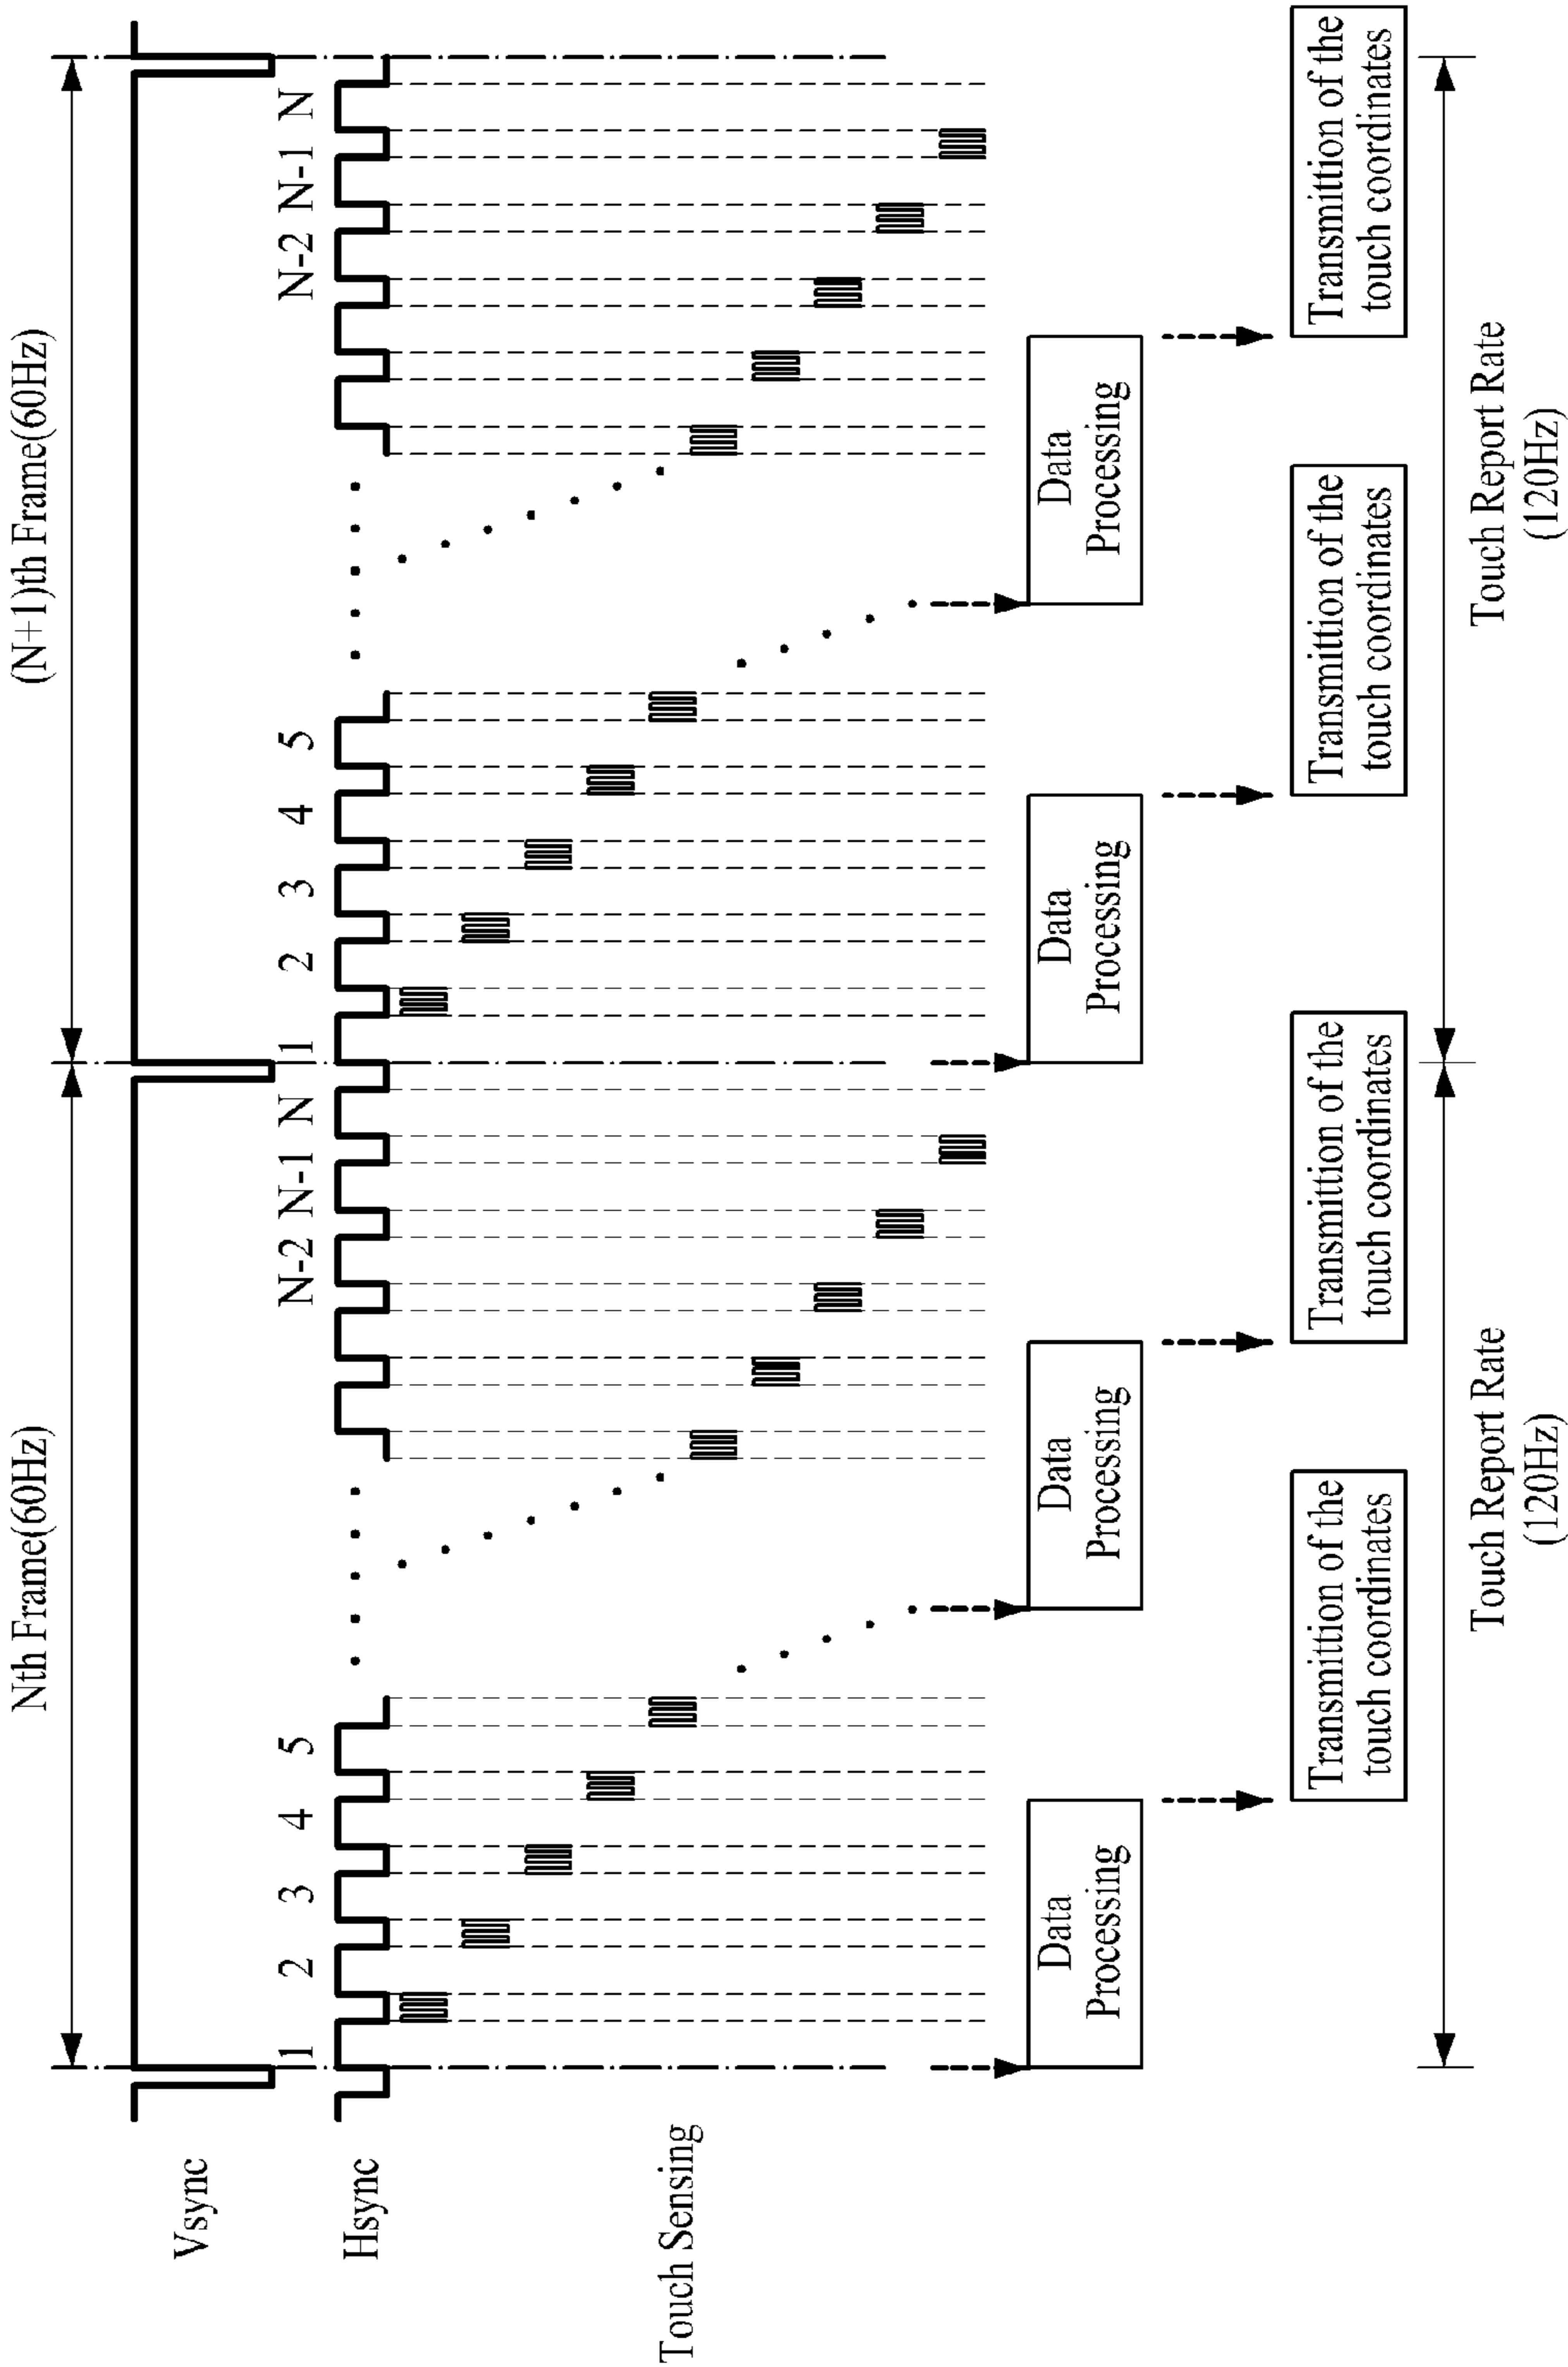 Nth Frame(60Hz)
(N+1)th Frame(60Hz)
Vsync
1 2 3 4 5 N-2 N-1 N 1 2 3 4 5 N-2 N-1 N
Hsync
Touch Sensing
Data
Processing
Data
Processing
Data
Processing
Data
Processing
Transmittion of the
touch coordinates
Transmittion of the
touch coordinates
Transmittion of the
touch coordinates
Transmittion of the
touch coordinates
Touch Report Rate
(120Hz)
Touch Report Rate
(120Hz)